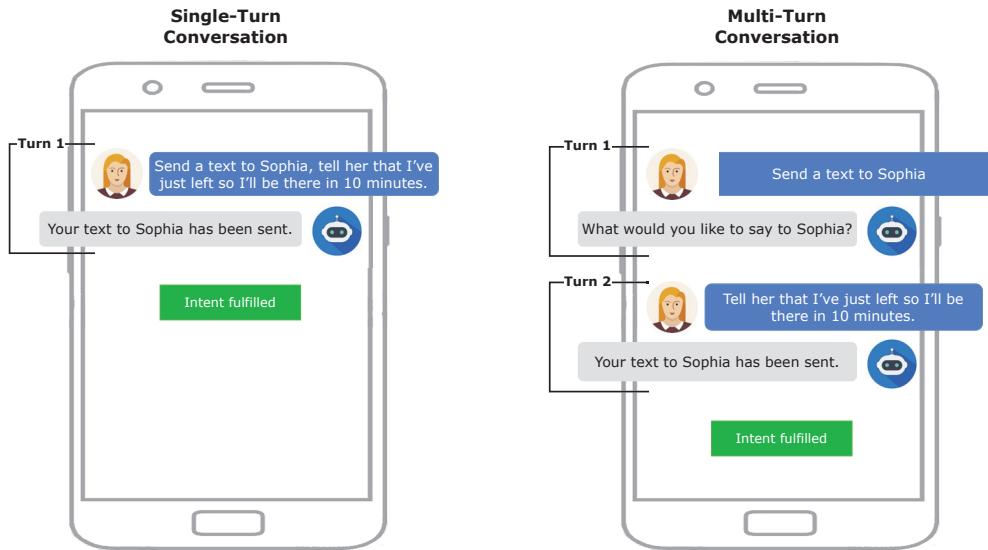 Single-Turn
Conversation
Turn 1
Send a text to Sophia, tell her that I've
just left so I'll be there in 10 minutes.
Your text to Sophia has been sent.
Intent fulfilled
Multi-Turn
Conversation
Turn 1
Send a text to Sophia
What would you like to say to Sophia?
Turn 2
Tell her that I've just left so I'll be
there in 10 minutes.
Your text to Sophia has been sent.
Intent fulfilled